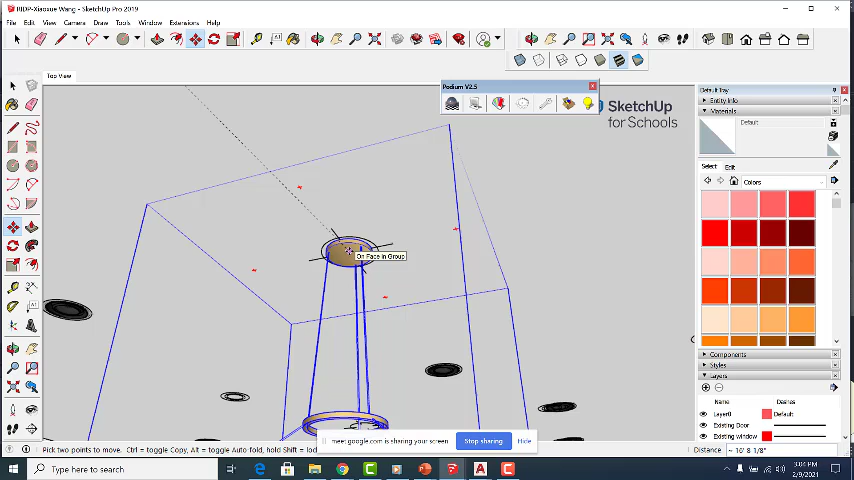 RIDP-Xiaoxue Wang - SketchUp Pro 2020
File Edit View Camera Draw Tools Window Extensions Help
Top View
Podium V2.5
SketchUp
for Schools
Default Tray
Entity Info
Materials
Default
Select Edit
Colors
On Face in Group
Components
Styles
Layers
Name Dashes
Layer0 Default
Existing Door
Existing window
meet.google.com is sharing your screen. Stop sharing Hide
Pick two points to move. Ctrl = toggle Copy, Alt = toggle Auto-fold, hold Shift = lock
Distance ~ 16' 8 1/8"
Type here to search
3:04 PM
2/9/2021